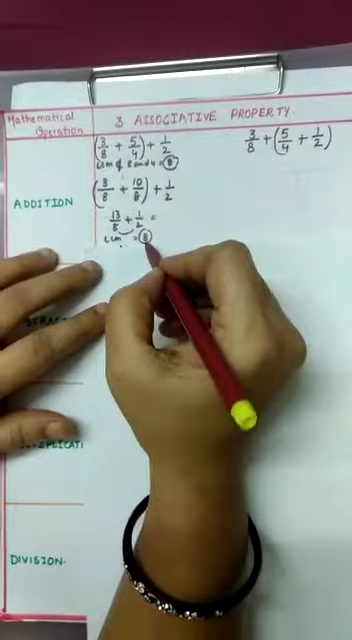 Mathematical Operation
3 ASSOCIATIVE PROPERTY.
(3/8 + 5/4) + 1/2
3/8 + (5/4 + 1/2)
LCM of 8 and 4 = 8
(3/8 + 10/8) + 1/2
ADDITION
13/8 + 1/2 =
LCM = 8
DIVISION.